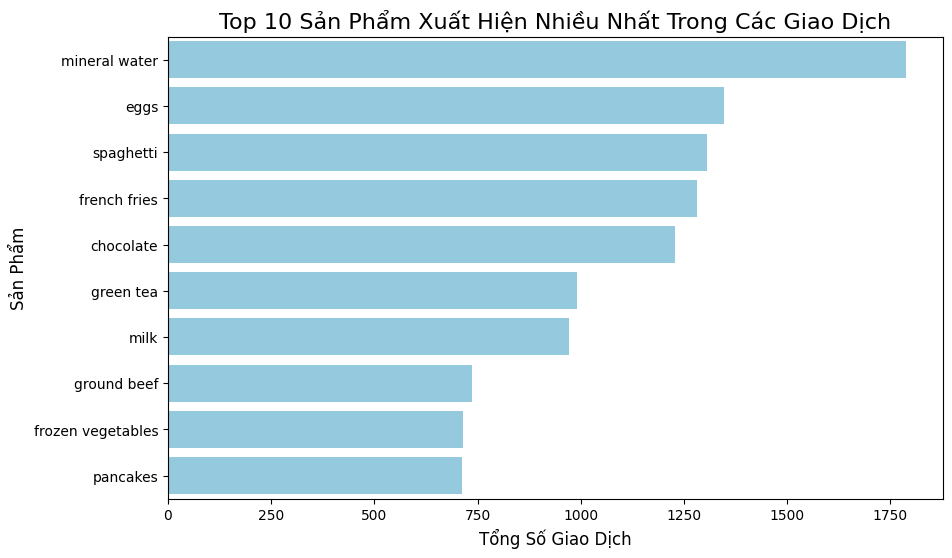 Top 10 Sản Phẩm Xuất Hiện Nhiều Nhất Trong Các Giao Dịch
Sản Phẩm
mineral water
eggs
spaghetti
french fries
chocolate
green tea
milk
ground beef
frozen vegetables
pancakes
0 250 500 750 1000 1250 1500 1750
Tổng Số Giao Dịch